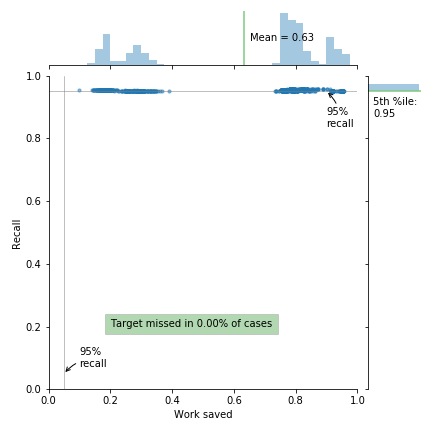 Mean = 0.63
1.0
0.8
0.6
0.4
0.2
0.0
Recall
95%
recall
5th %ile:
0.95
Target missed in 0.00% of cases
95%
recall
0.0
0.2
0.4
0.6
0.8
1.0
Work saved